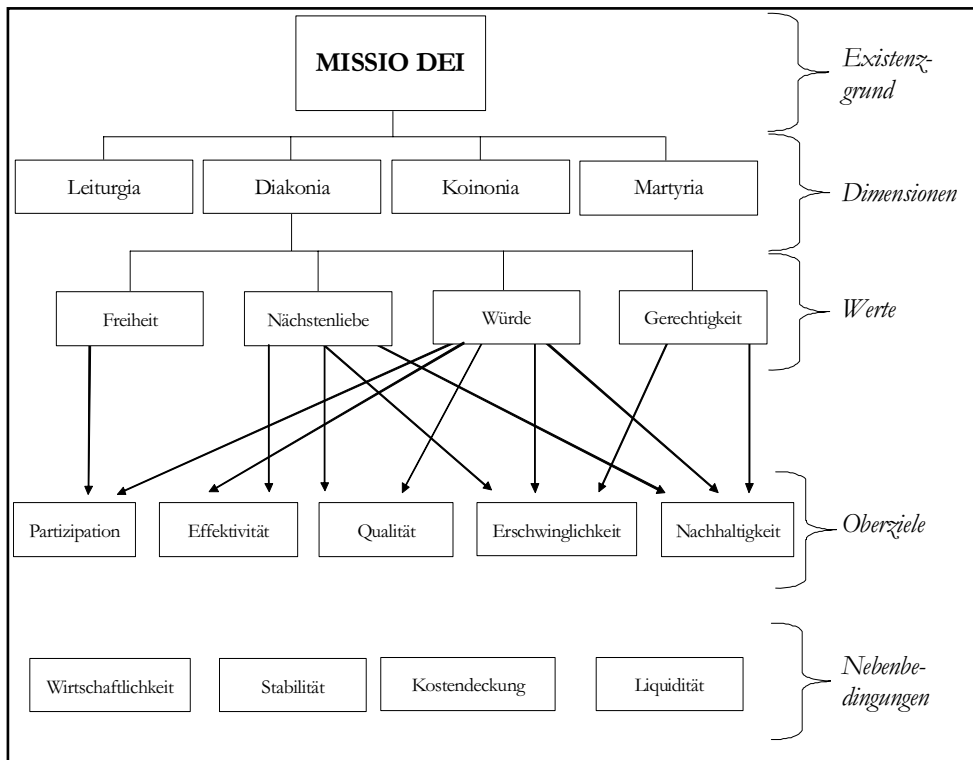 MISSIO DEI
Existenz-
grund
Leiturgia
Diakonia
Koinonia
Martyria
Dimensionen
Freiheit
Nächstenliebe
Würde
Gerechtigkeit
Werte
Partizipation
Effektivität
Qualität
Erschwinglichkeit
Nachhaltigkeit
Oberziele
Wirtschaftlichkeit
Stabilität
Kostendeckung
Liquidität
Nebenbe-
dingungen